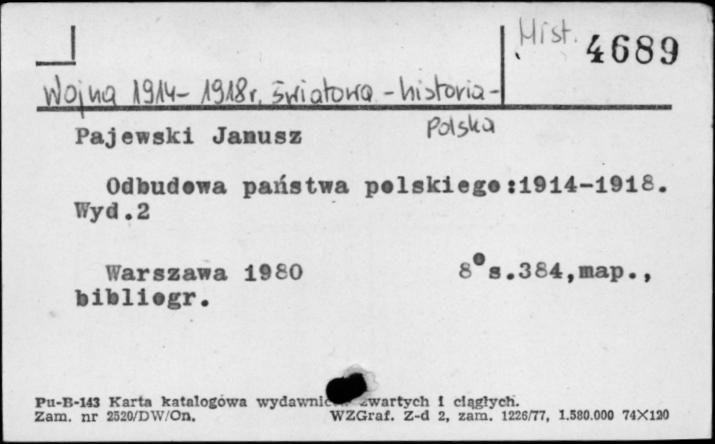 Hist. 4689
Wojna 1914-1918r. światowa - historia -
Polska
Pajewski Janusz
Odbudowa państwa polskiego:1914-1918.
Wyd.2
Warszawa 1980 8° s.384,map.,
bibliogr.
Pu-B-143 Karta katalogowa zwartych i ciągłych.
Zam. nr 2520/DW/On. WZGraf. Z-d 2, zam. 1226/77, 1.580.000 74X120